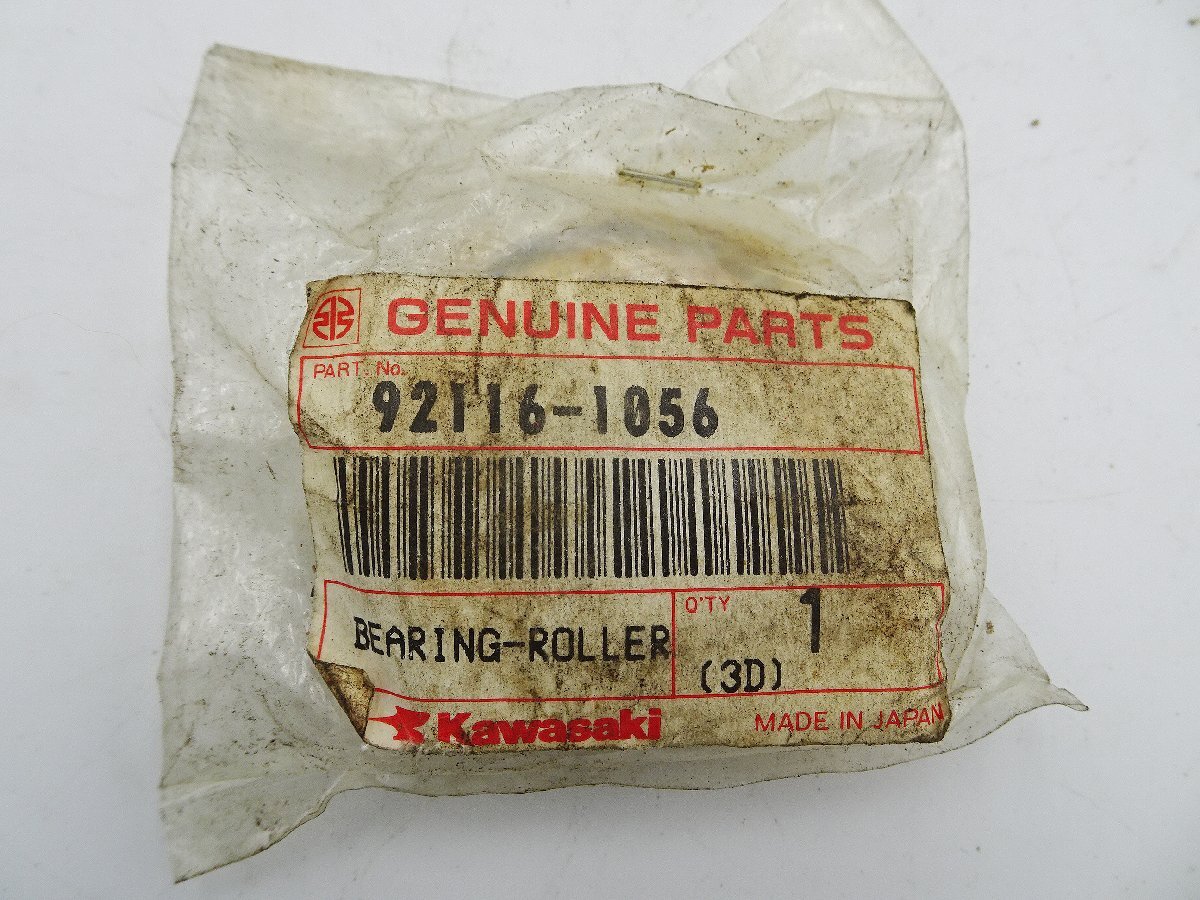 GENUINE PARTS
PART. No.
92116-1056
BEARING-ROLLER
Q'TY 1
(3D)
Kawasaki
MADE IN JAPAN